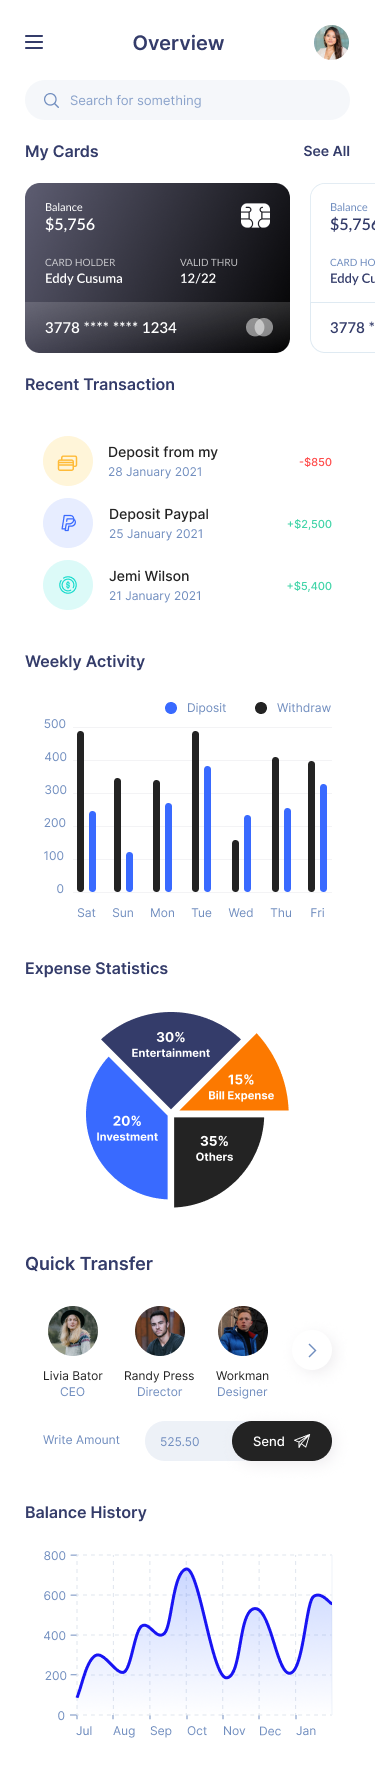 Overview
Search for something
My Cards
See All
Balance
$5,756
CARD HOLDER
VALID THRU
Eddy Cusuma
12/22
3778 **** **** 1234
Balance
$5,756
CARD HO
Eddy Cu
3778 *
Recent Transaction
Deposit from my
28 January 2021
-$850
Deposit Paypal
25 January 2021
+$2,500
Jemi Wilson
21 January 2021
+$5,400
Weekly Activity
Diposit
Withdraw
500
400
300
200
100
0
Sat Sun Mon Tue Wed Thu Fri
Expense Statistics
30%
Entertainment
15%
Bill Expense
20%
Investment
35%
Others
Quick Transfer
Livia Bator
CEO
Randy Press
Director
Workman
Designer
Write Amount
525.50
Send
Balance History
800
600
400
200
0
Jul Aug Sep Oct Nov Dec Jan